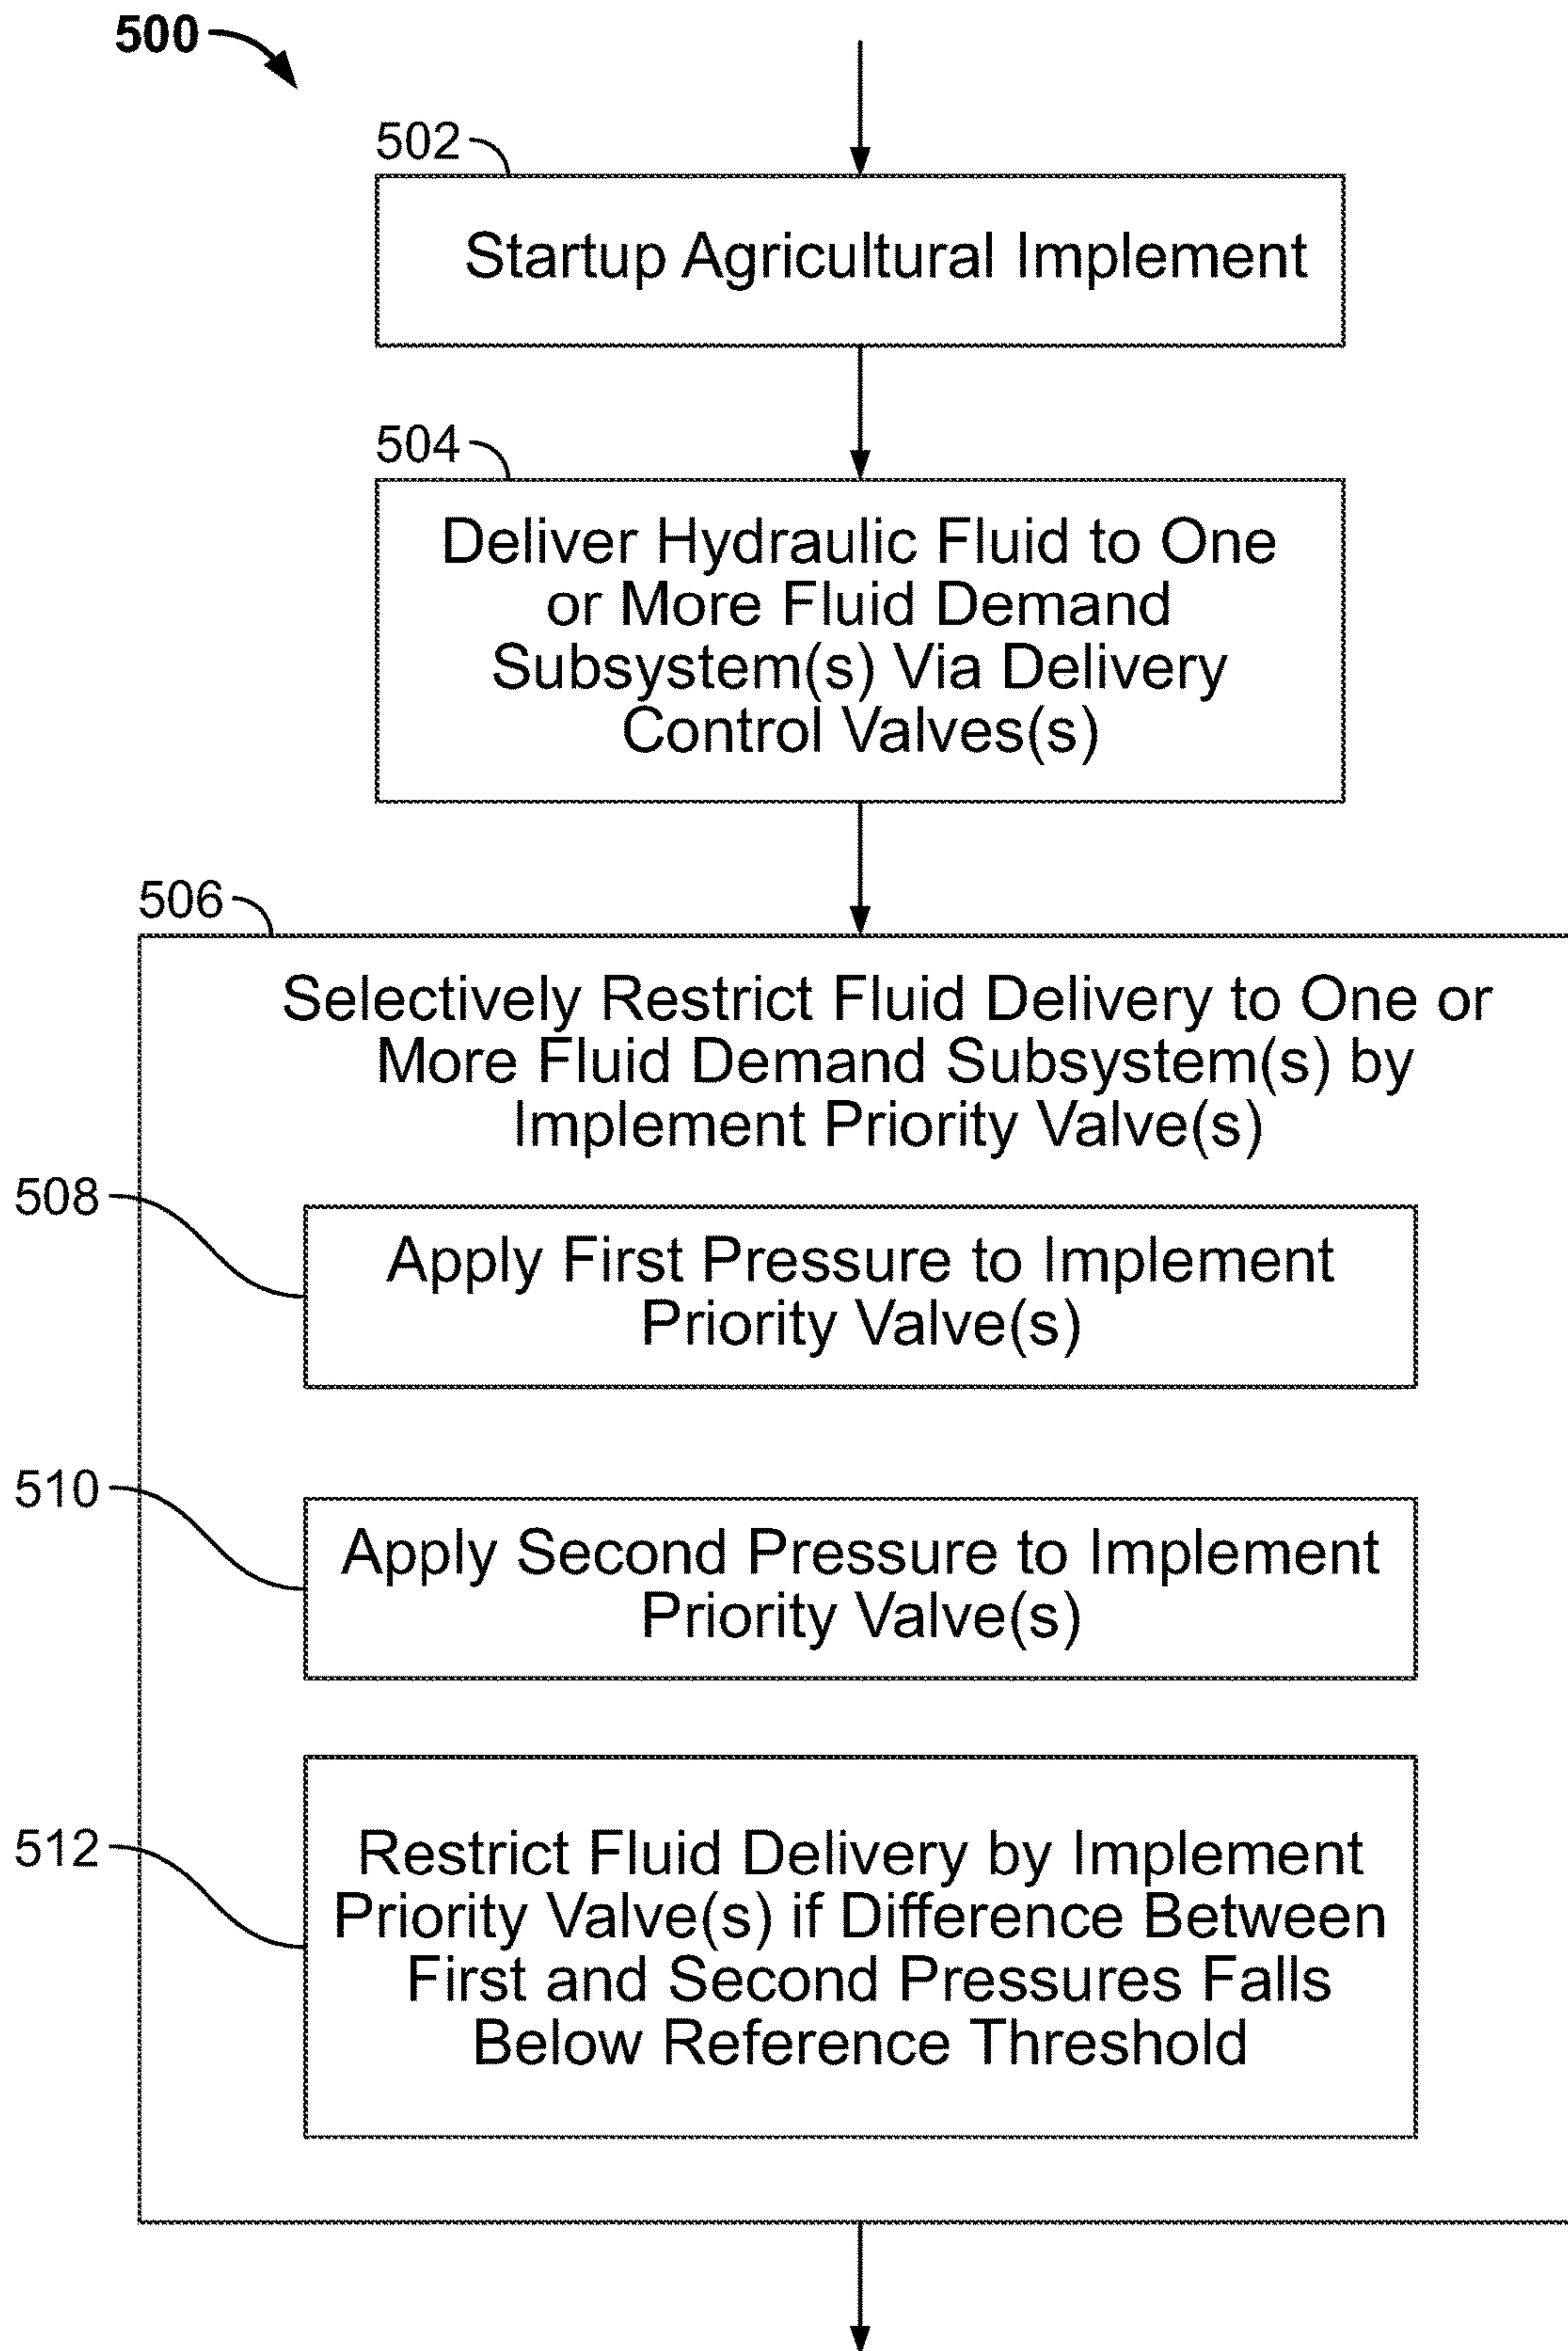 500
502
Startup Agricultural Implement
504
Deliver Hydraulic Fluid to One
or More Fluid Demand
Subsystem(s) Via Delivery
Control Valves(s)
506
Selectively Restrict Fluid Delivery to One or
More Fluid Demand Subsystem(s) by
Implement Priority Valve(s)
508
Apply First Pressure to Implement
Priority Valve(s)
510
Apply Second Pressure to Implement
Priority Valve(s)
512
Restrict Fluid Delivery by Implement
Priority Valve(s) if Difference Between
First and Second Pressures Falls
Below Reference Threshold